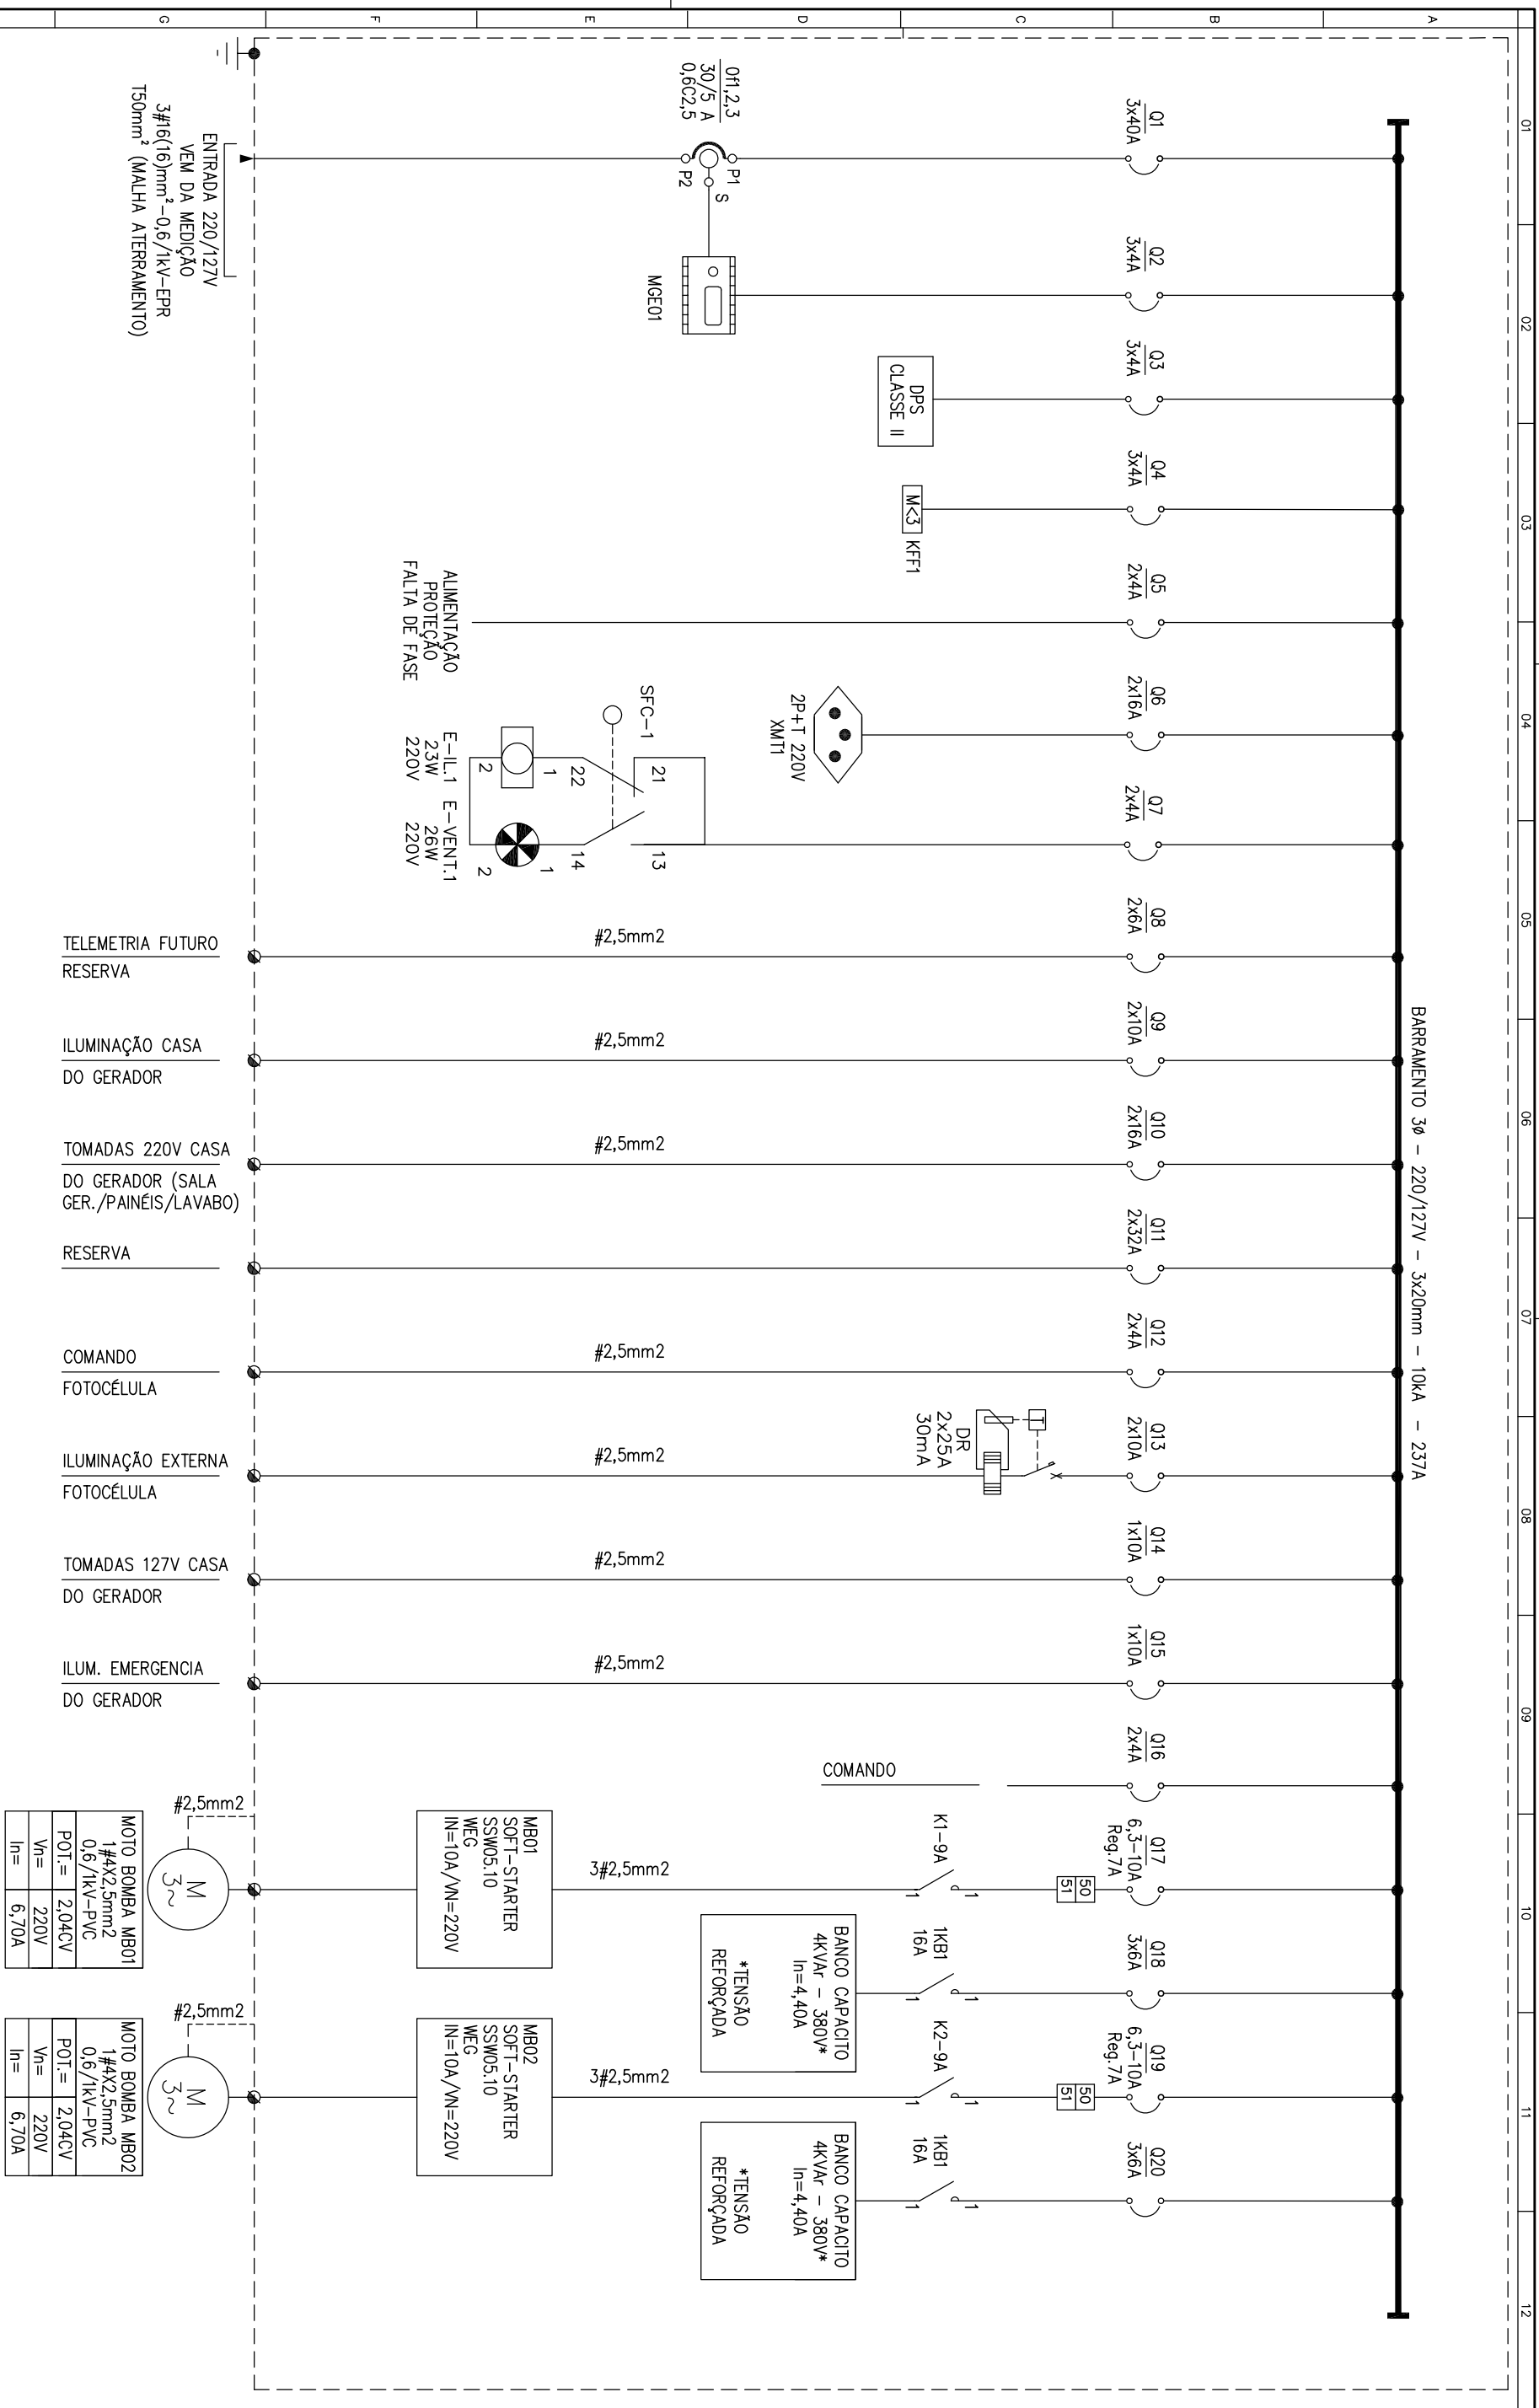 01
02
03
04
05
06
07
08
09
10
11
12
A
B
C
D
E
F
G
BARRAMENTO 3ø - 220/127V - 3x20mm - 10kA - 237A
Q1
3x40A
Q2
3x4A
Q3
3x4A
Q4
3x4A
Q5
2x4A
Q6
2x16A
Q7
2x4A
Q8
2x6A
Q9
2x10A
Q10
2x16A
Q11
2x32A
Q12
2x4A
Q13
2x10A
Q14
1x10A
Q15
1x10A
Q16
2x4A
Q17
6,3-10A
Reg.7A
Q18
3x6A
Q19
6,3-10A
Reg.7A
Q20
3x6A
0f1,2,3
30/5 A
0,6C2,5
P1
S
P2
MGE01
DPS
CLASSE II
M<3
KFF1
ALIMENTAÇÃO
PROTEÇÃO
FALTA DE FASE
2P+T 220V
XMT1
SFC-1
21
13
22
14
1
1
2
2
E-IL.1
23W
220V
E-VENT.1
26W
220V
T
DR
2x25A
30mA
COMANDO
50
51
K1-9A
1
1
1KB1
16A
1
1
50
51
K2-9A
1
1
1KB1
16A
1
1
BANCO CAPACITO
4KVAr - 380V*
In=4,40A
*TENSÃO
REFORÇADA
BANCO CAPACITO
4KVAr - 380V*
In=4,40A
*TENSÃO
REFORÇADA
#2,5mm2
#2,5mm2
#2,5mm2
#2,5mm2
#2,5mm2
#2,5mm2
#2,5mm2
3#2,5mm2
3#2,5mm2
MB01
SOFT-STARTER
SSW05.10
WEG
IN=10A/VN=220V
MB02
SOFT-STARTER
SSW05.10
WEG
IN=10A/VN=220V
ENTRADA 220/127V
VEM DA MEDIÇÃO
3#16(16)mm²-0,6/1kV-EPR
T50mm² (MALHA ATERRAMENTO)
TELEMETRIA FUTURO
RESERVA
ILUMINAÇÃO CASA
DO GERADOR
TOMADAS 220V CASA
DO GERADOR (SALA
GER./PAINÉIS/LAVABO)
RESERVA
COMANDO
FOTOCÉLULA
ILUMINAÇÃO EXTERNA
FOTOCÉLULA
TOMADAS 127V CASA
DO GERADOR
ILUM. EMERGENCIA
DO GERADOR
#2,5mm2
M
3~
MOTO BOMBA MB01
1#4X2,5mm2
0,6/1kV-PVC
POT.= 2,04CV
Vn= 220V
In= 6,70A
#2,5mm2
M
3~
MOTO BOMBA MB02
1#4X2,5mm2
0,6/1kV-PVC
POT.= 2,04CV
Vn= 220V
In= 6,70A